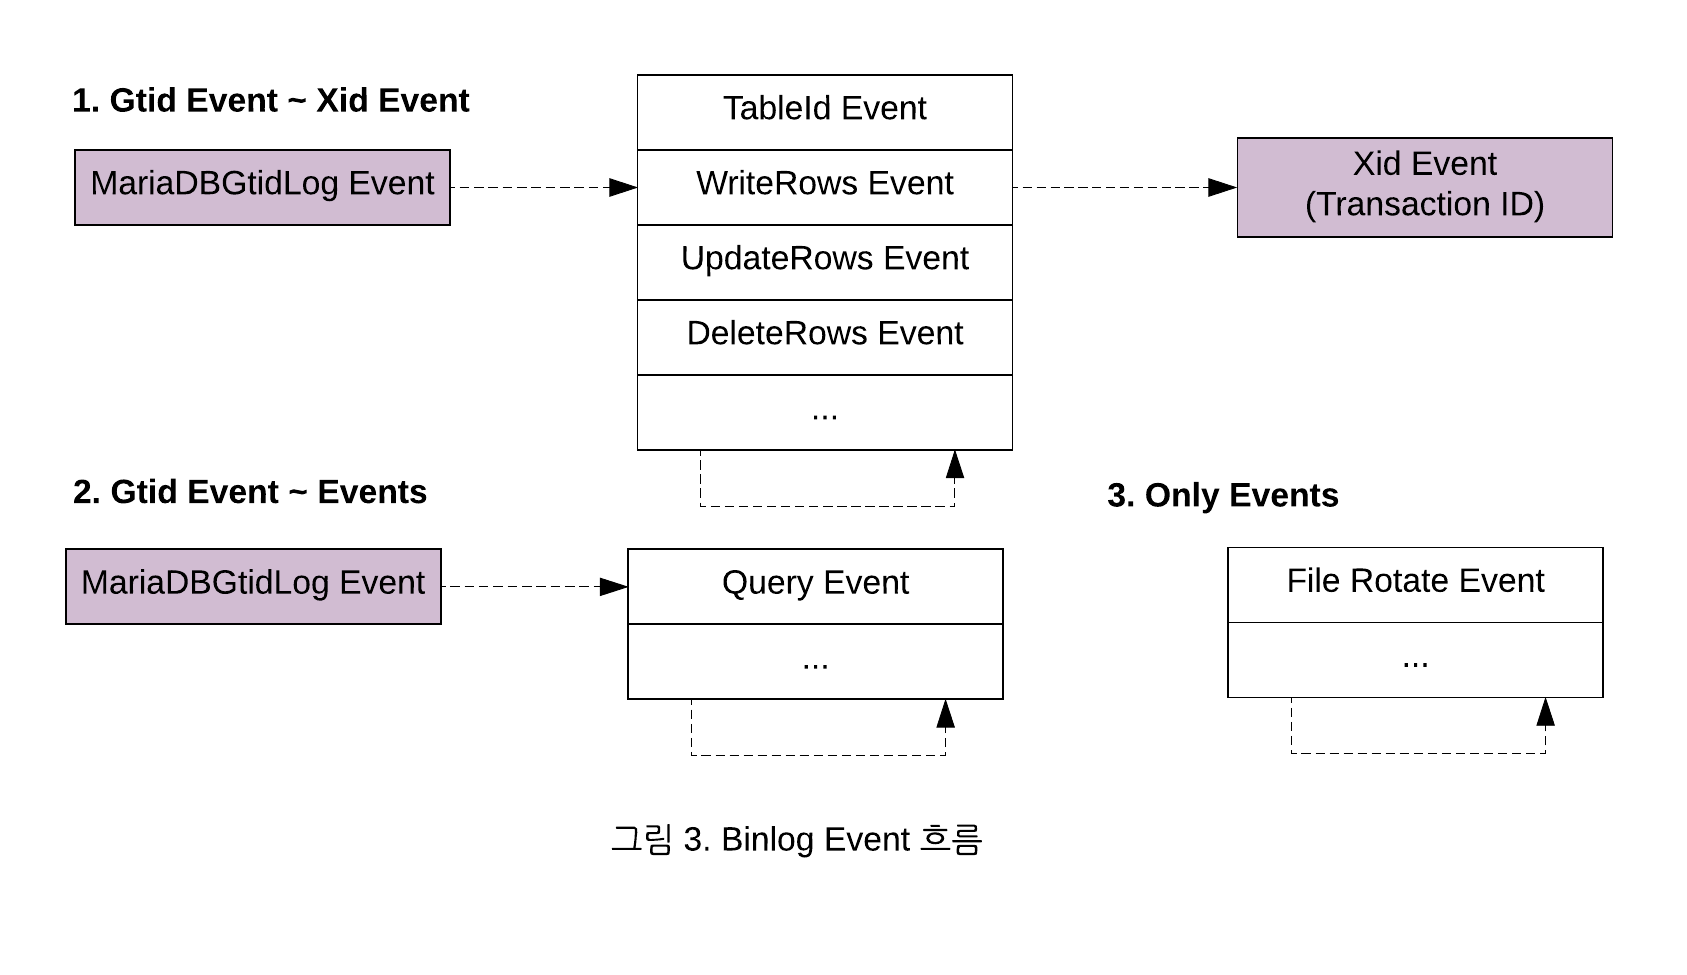 1. Gtid Event ~ Xid Event
MariaDBGtidLog Event
TableId Event
WriteRows Event
UpdateRows Event
DeleteRows Event
...
Xid Event
(Transaction ID)
2. Gtid Event ~ Events
MariaDBGtidLog Event
Query Event
...
3. Only Events
File Rotate Event
...
그림 3. Binlog Event 흐름